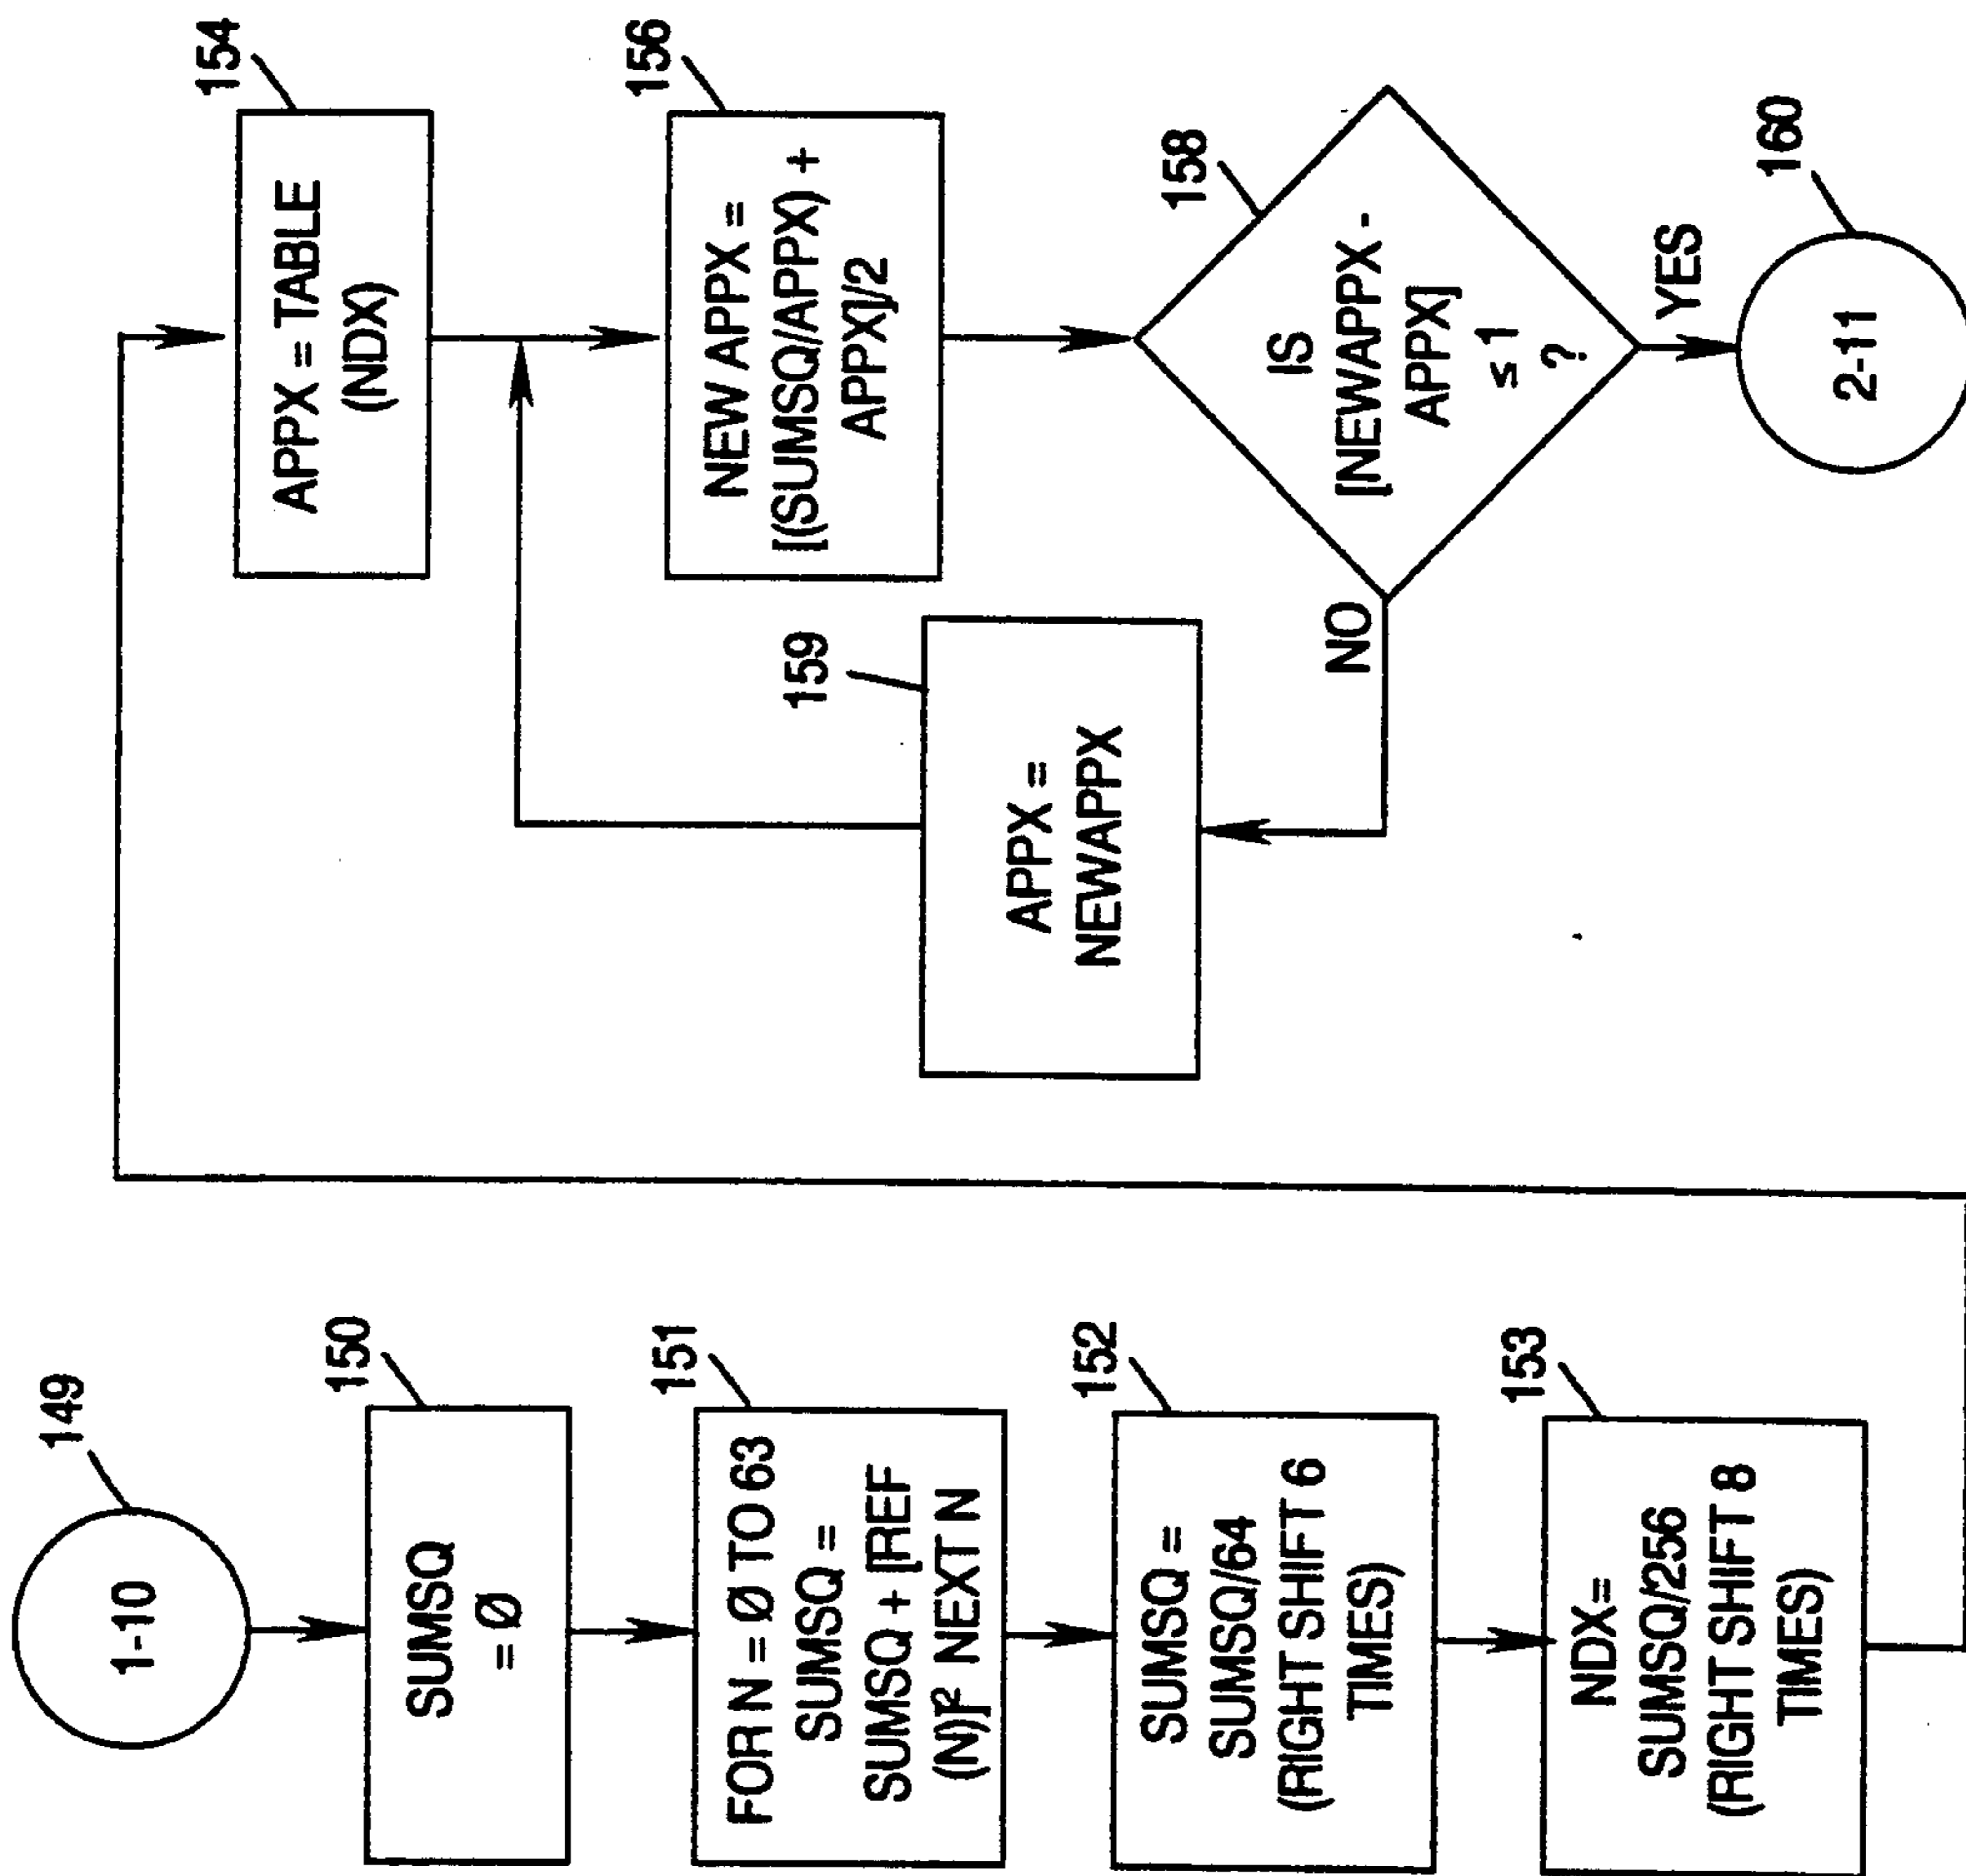 149
1-10
150
SUMSQ
= Ø
151
FOR N = Ø TO 63
SUMSQ =
SUMSQ + [REF
(N)]² NEXT N
152
SUMSQ =
SUMSQ/64
(RIGHT SHIFT 6
TIMES)
153
NDX=
SUMSQ/256
(RIGHT SHIFT 8
TIMES)
154
APPX = TABLE
(NDX)
156
NEW APPX =
[(SUMSQ/APPX) +
APPX]/2
158
IS
[NEWAPPX -
APPX]
≤ 1
?
NO
YES
159
APPX =
NEWAPPX
160
2-11